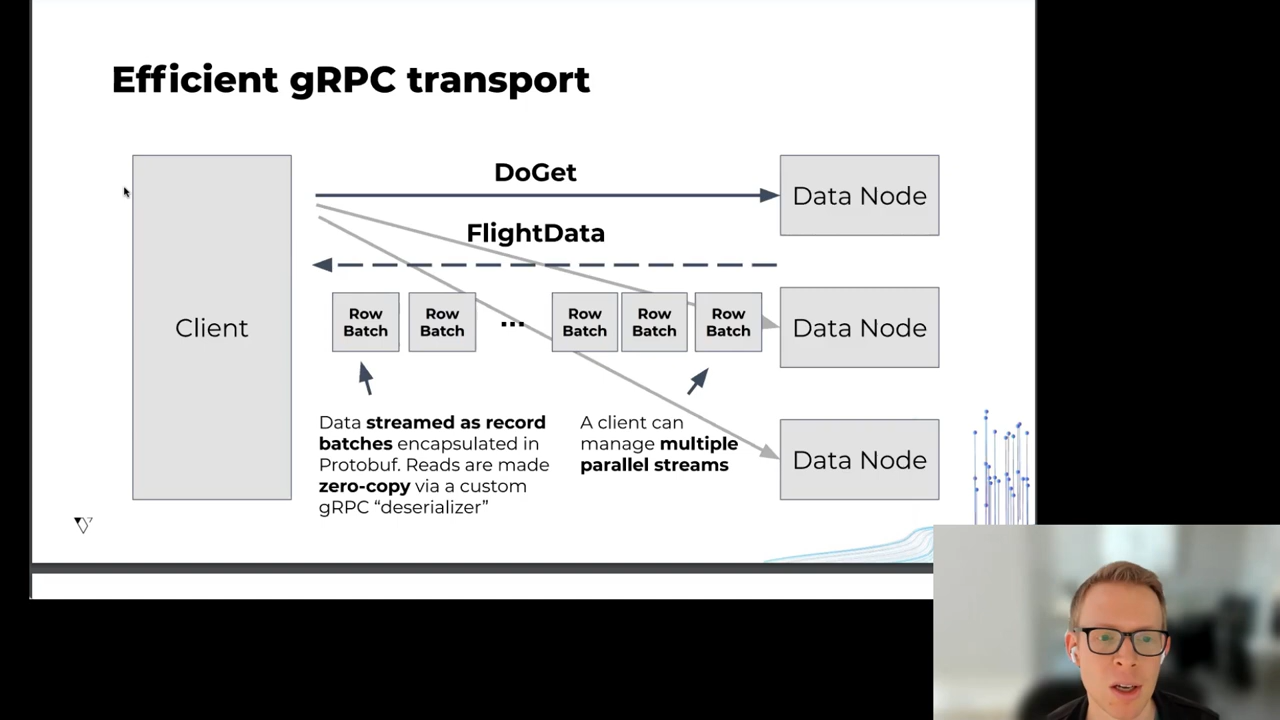 Efficient gRPC transport
Client
DoGet
FlightData
Row
Batch
Row
Batch
...
Row
Batch
Row
Batch
Row
Batch
Data Node
Data Node
Data Node
Data streamed as record
batches encapsulated in
Protobuf. Reads are made
zero-copy via a custom
gRPC “deserializer”
A client can
manage multiple
parallel streams